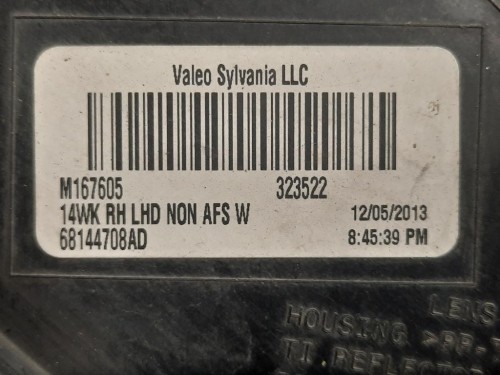 Valeo Sylvania LLC
M167605 323522
14WK RH LHD NON AFS W 12/05/2013
68144708AD 8:45:39 PM
LENS
HOUSING >PP-